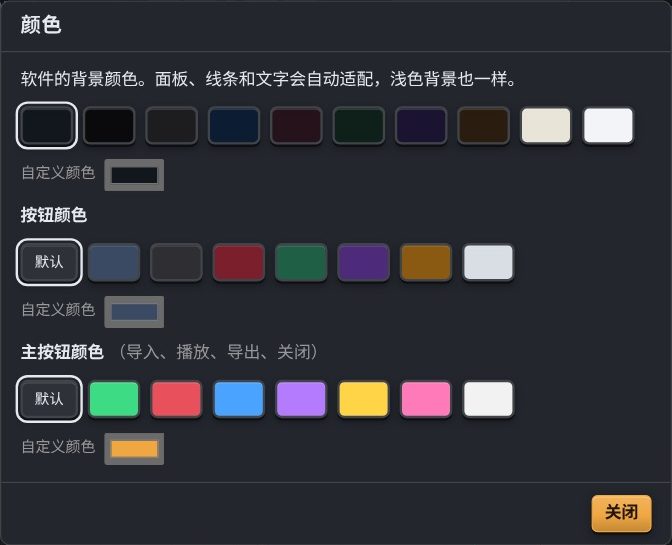 颜色
软件的背景颜色。面板、线条和文字会自动适配，浅色背景也一样。
自定义颜色
按钮颜色
默认
自定义颜色
主按钮颜色 （导入、播放、导出、关闭）
默认
自定义颜色
关闭